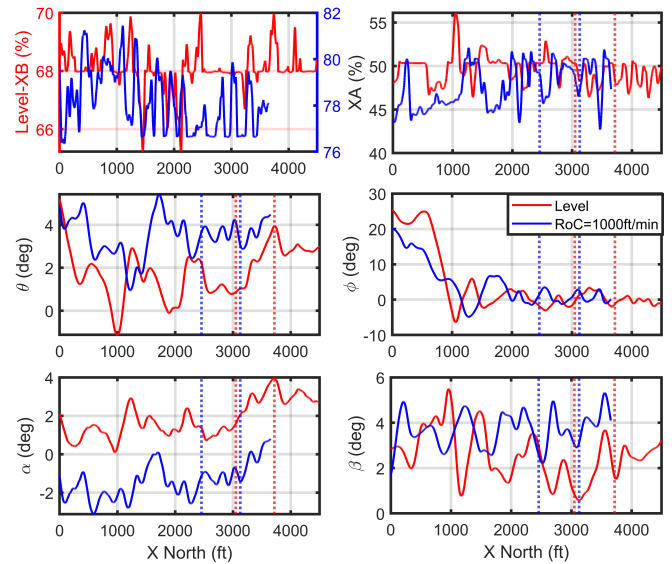 70
68
66
Level-XB (%)
82
80
78
76
0 1000 2000 3000 4000
55
50
45
40
XA (%)
0 1000 2000 3000 4000
4
2
0
θ (deg)
0 1000 2000 3000 4000
30
20
10
0
-10
ϕ (deg)
Level
RoC=1000ft/min
0 1000 2000 3000 4000
4
2
0
-2
α (deg)
0 1000 2000 3000 4000
X North (ft)
6
4
2
0
β (deg)
0 1000 2000 3000 4000
X North (ft)